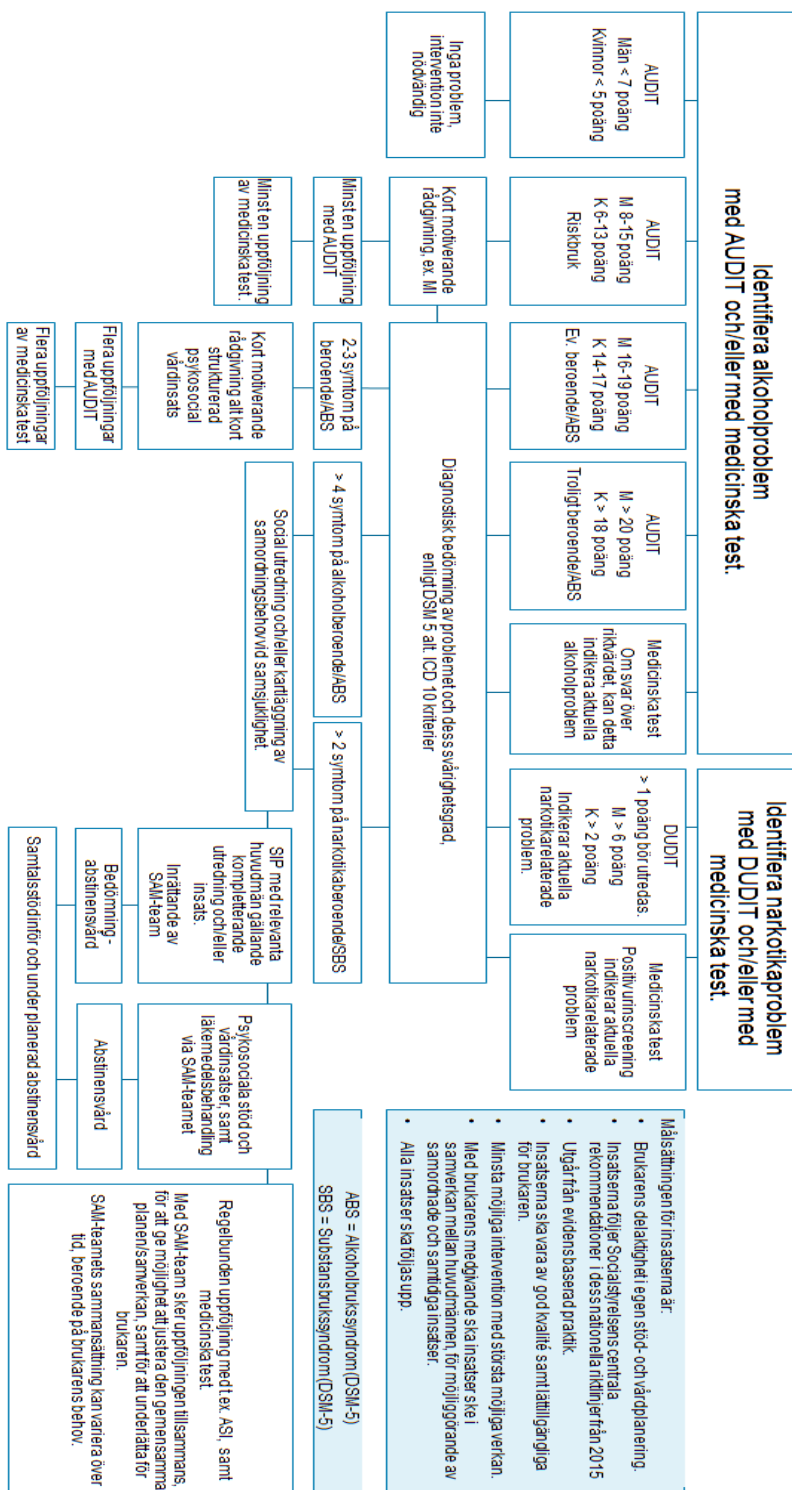 Identifiera alkoholproblem
med AUDIT och/eller med medicinska test.
Identifiera narkotikaproblem
med DUDIT och/eller med
medicinska test.
AUDIT
Män < 7 poäng
Kvinnor < 5 poäng
AUDIT
M 8-15 poäng
K 6-13 poäng
Riskbruk
AUDIT
M 16-19 poäng
K 14-17 poäng
Ev. beroende/ABS
AUDIT
M > 20 poäng
K > 18 poäng
Troligt beroende/ABS
Medicinska test
Om svar över
riktvärdet, kan detta
indikera aktuella
alkoholproblem
DUDIT
> 1 poäng bör utredas.
M > 6 poäng
K > 2 poäng
Indikerar aktuella
narkotikarelaterade
problem.
Medicinska test
Positiv urinscreening
indikerar aktuella
narkotikarelaterade
problem
Målsättningen för insatserna är:
• Brukarens delaktighet i egen stöd- och vårdplanering.
• Insatserna följer Socialstyrelsens centrala
rekommendationer i dess nationella riktlinjer från 2015
• Utgår från evidensbaserad praktik.
• Insatserna ska vara av god kvalité samt lättillgängliga
för brukaren.
• Minsta möjliga intervention med största möjliga verkan.
• Med brukarens medgivande ska insatser ske i
samverkan mellan huvudmännen, för möjliggörande av
samordnade och samtidiga insatser.
• Alla insatser ska följas upp.
Inga problem,
intervention inte
nödvändig
Kort motiverande
rådgivning, ex. MI
Diagnostisk bedömning av problemet och dess svårighetsgrad,
enligt DSM 5 alt. ICD 10 kriterier
Minst en uppföljning
med AUDIT
2-3 symtom på
beroende/ABS
> 4 symtom på alkoholberoende/ABS
> 2 symtom på narkotikaberoende/SBS
ABS = Alkoholbrukssyndrom (DSM-5)
SBS = Substansbrukssyndrom (DSM-5)
Minst en uppföljning
av medicinska test.
Kort motiverande
rådgivning alt kort
strukturerad
psykosocial
vårdinsats
Social utredning och/eller kartläggning av
samordningsbehov vid samsjuklighet.
SIP med relevanta
huvudmän gällande
kompletterande
utredning och/eller
insats.
Inrättande av
SAM-team
Psykosociala stöd och
vårdinsatser, samt
läkemedelsbehandling
via SAM-teamet
Regelbunden uppföljning med t.ex. ASI, samt
medicinska test.
Med SAM-team sker uppföljningen tillsammans,
för att ge möjlighet att justera den gemensamma
planen/samverkan, samt för att underlätta för
brukaren.
SAM-teamets sammansättning kan variera över
tid, beroende på brukarens behov.
Flera uppföljningar
med AUDIT
Bedömning -
abstinensvård
Abstinensvård
Flera uppföljningar
av medicinska test
Samtalsstöd inför och under planerad abstinensvård